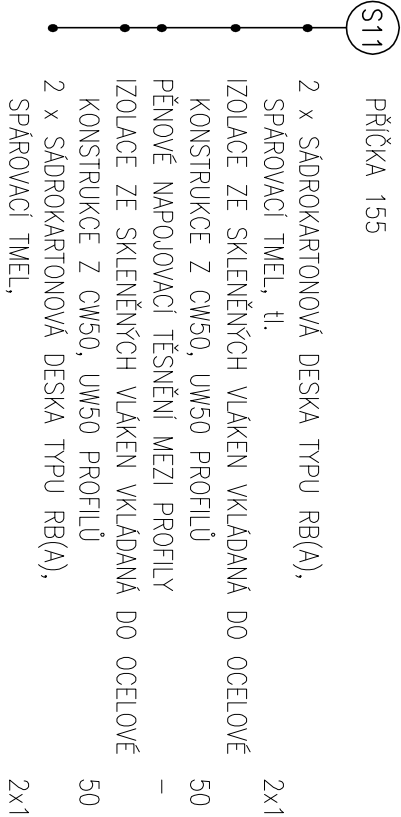 S11
PŘÍČKA 155
2 x SÁDROKARTONOVÁ DESKA TYPU RB(A),
SPÁROVACÍ TMEL, tl. 2x1
IZOLACE ZE SKLENĚNÝCH VLÁKEN VKLÁDANÁ DO OCELOVÉ
KONSTRUKCE Z CW50, UW50 PROFILŮ 50
PĚNOVÉ NAPOJOVACÍ TĚSNĚNÍ MEZI PROFILY –
IZOLACE ZE SKLENĚNÝCH VLÁKEN VKLÁDANÁ DO OCELOVÉ
KONSTRUKCE Z CW50, UW50 PROFILŮ 50
2 x SÁDROKARTONOVÁ DESKA TYPU RB(A),
SPÁROVACÍ TMEL, 2x1